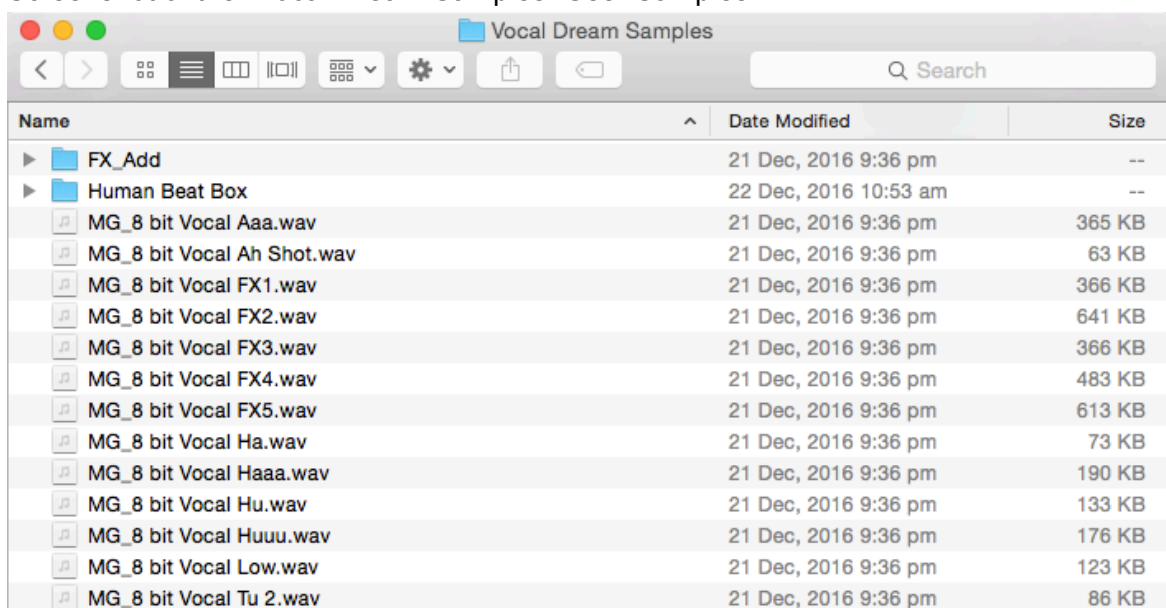 Vocal Dream Samples
Search
Name Date Modified Size
FX_Add 21 Dec, 2016 9:36 pm --
Human Beat Box 22 Dec, 2016 10:53 am --
MG_8 bit Vocal Aaa.wav 21 Dec, 2016 9:36 pm 365 KB
MG_8 bit Vocal Ah Shot.wav 21 Dec, 2016 9:36 pm 63 KB
MG_8 bit Vocal FX1.wav 21 Dec, 2016 9:36 pm 366 KB
MG_8 bit Vocal FX2.wav 21 Dec, 2016 9:36 pm 641 KB
MG_8 bit Vocal FX3.wav 21 Dec, 2016 9:36 pm 366 KB
MG_8 bit Vocal FX4.wav 21 Dec, 2016 9:36 pm 483 KB
MG_8 bit Vocal FX5.wav 21 Dec, 2016 9:36 pm 613 KB
MG_8 bit Vocal Ha.wav 21 Dec, 2016 9:36 pm 73 KB
MG_8 bit Vocal Haaa.wav 21 Dec, 2016 9:36 pm 190 KB
MG_8 bit Vocal Hu.wav 21 Dec, 2016 9:36 pm 133 KB
MG_8 bit Vocal Huuu.wav 21 Dec, 2016 9:36 pm 176 KB
MG_8 bit Vocal Low.wav 21 Dec, 2016 9:36 pm 123 KB
MG_8 bit Vocal Tu 2.wav 21 Dec, 2016 9:36 pm 86 KB